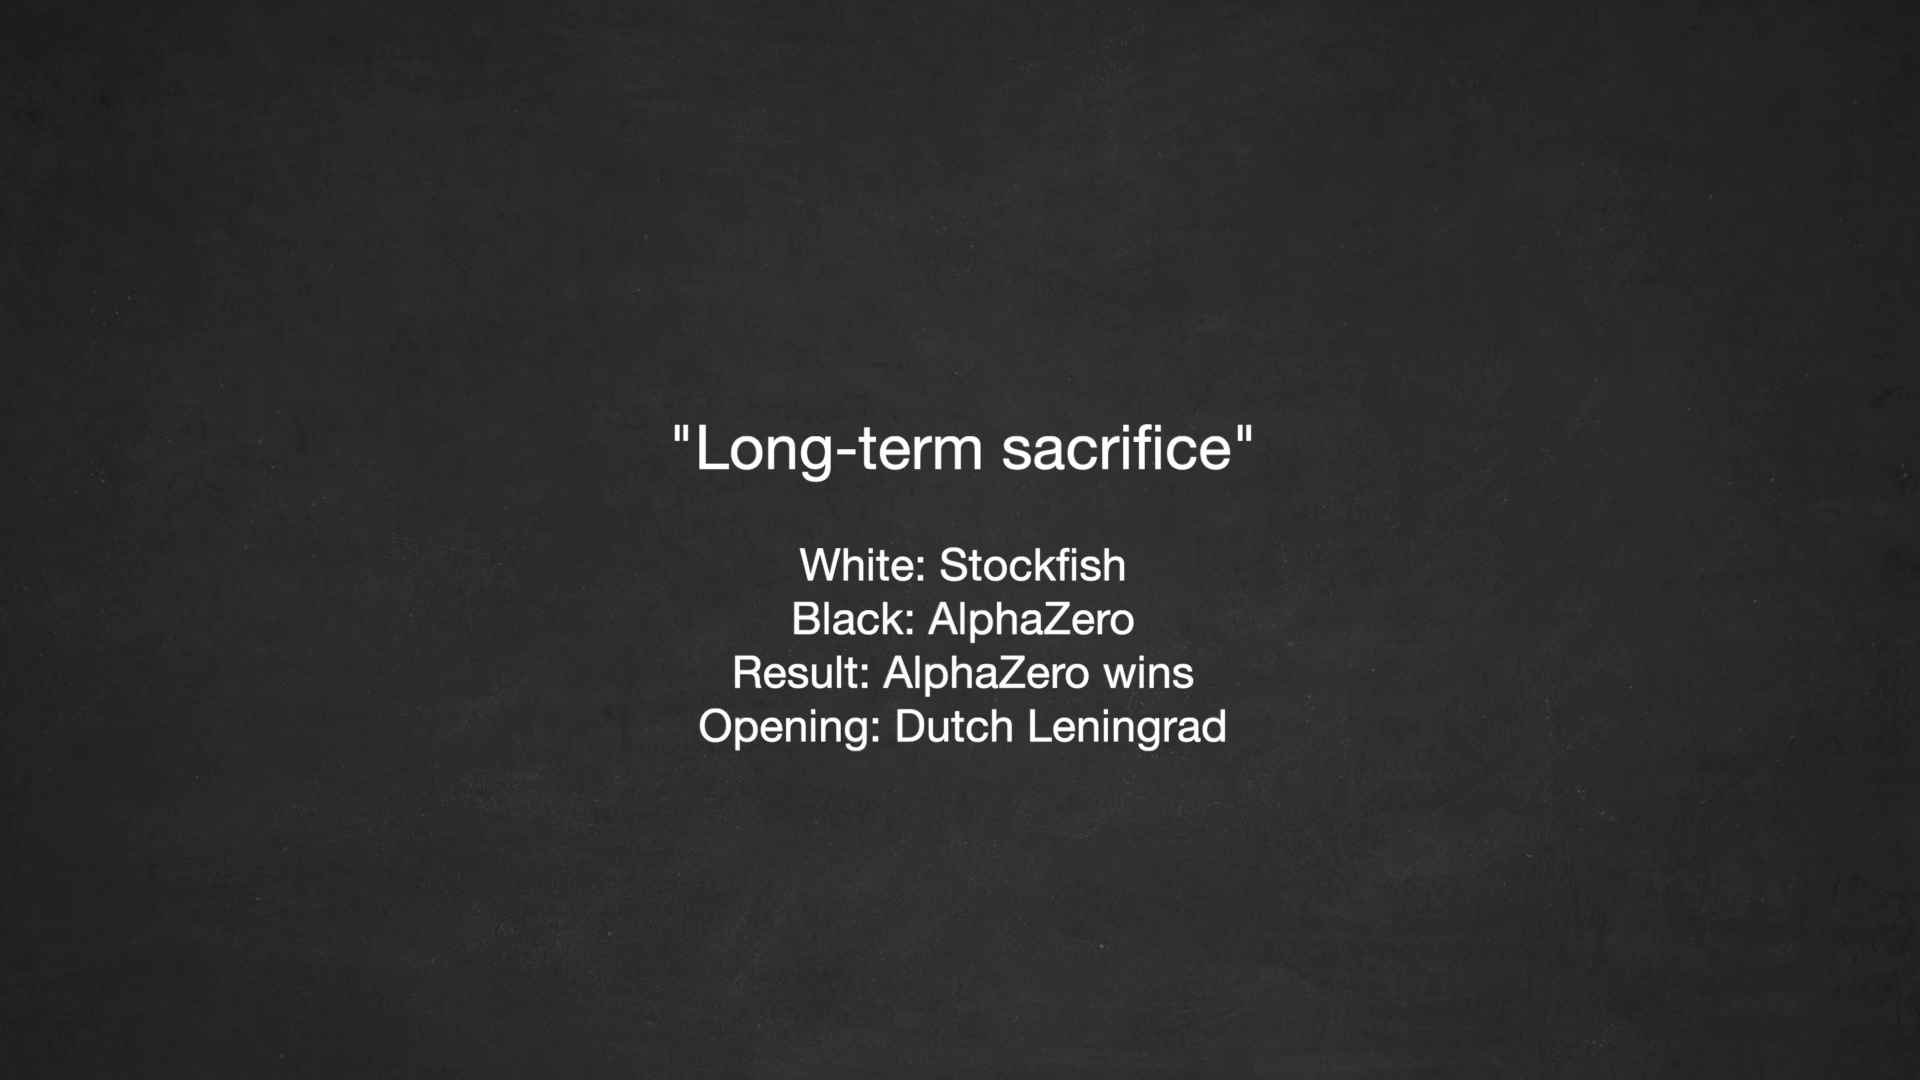 "Long-term sacrifice"
White: Stockfish
Black: AlphaZero
Result: AlphaZero wins
Opening: Dutch Leningrad